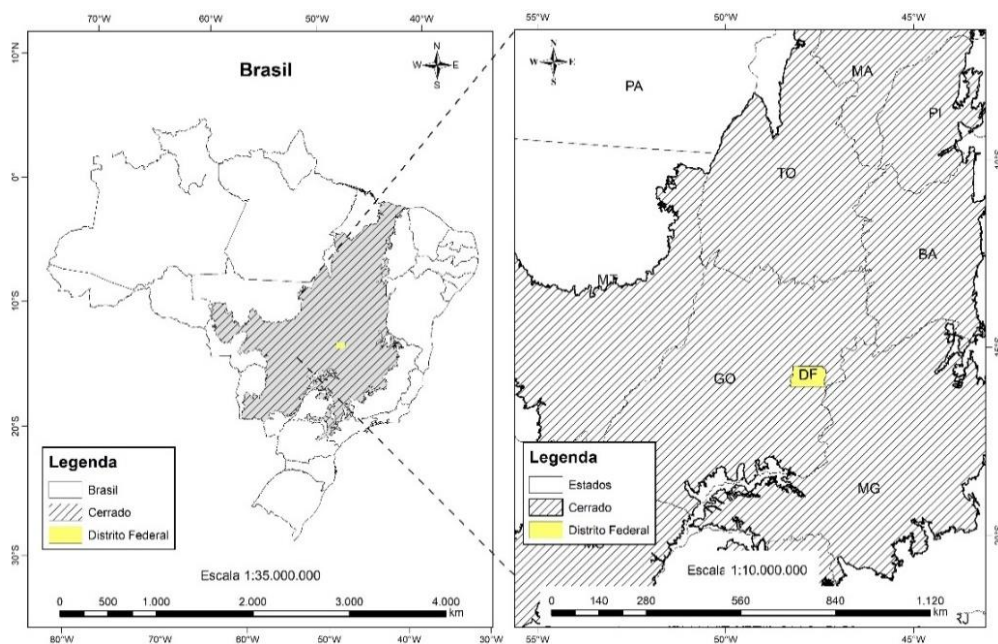 70°W 60°W 50°W 40°W
10°N
N
W E
S
Brasil
0°
10°S
20°S
30°S
Legenda
Brasil
Cerrado
Distrito Federal
Escala 1:35.000.000
0 500 1.000 2.000 3.000 4.000
km
80°W 70°W 60°W 50°W 40°W 30°W
55°W 50°W 45°W
N
W E
S
PA
MA
PI
TO
BA
MT
GO
DF
MG
RJ
Legenda
Estados
Cerrado
Distrito Federal
Escala 1:10.000.000
0 140 280 560 840 1.120
km
55°W 50°W 45°W